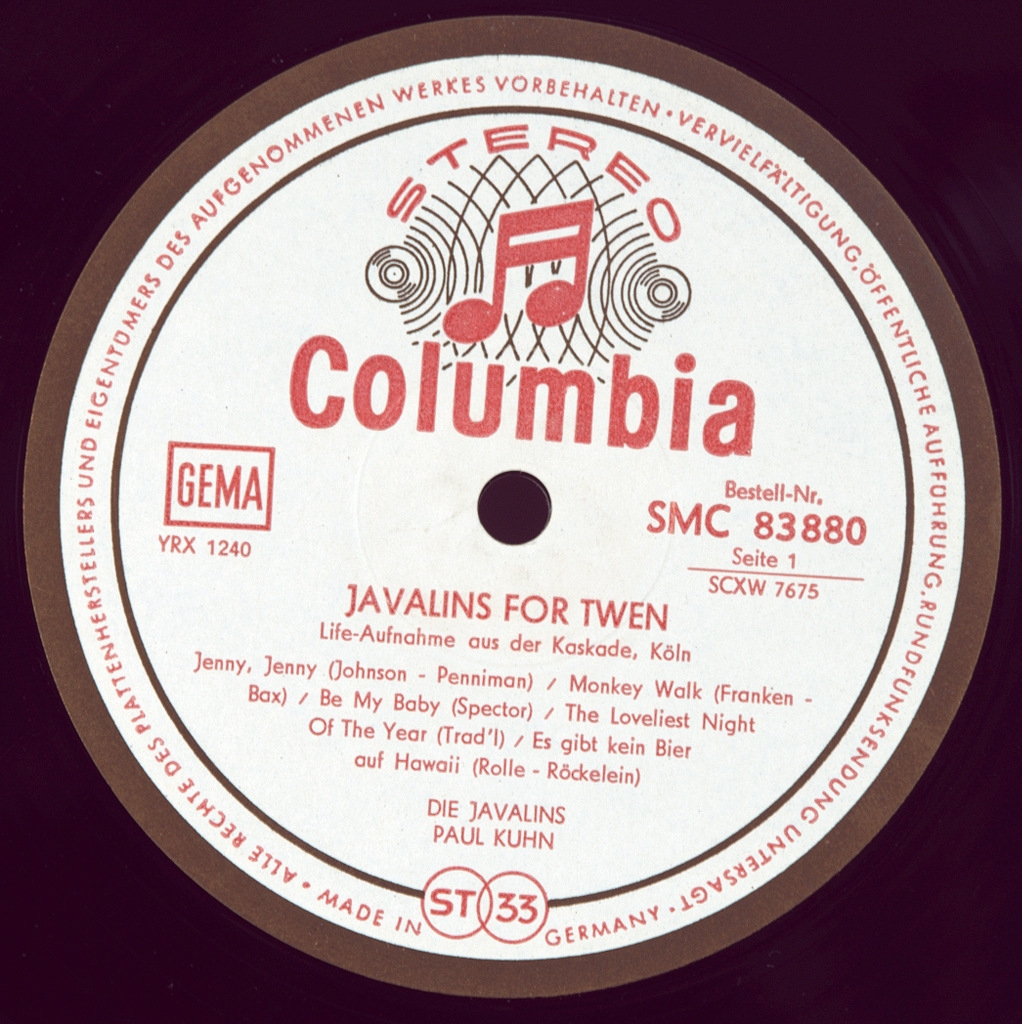 ALLE RECHTE DES PLATTENHERSTELLERS UND EIGENTÜMERS DES AUFGENOMMENEN WERKES VORBEHALTEN • VERVIELFÄLTIGUNG, ÖFFENTLICHE AUFFÜHRUNG, RUNDFUNKSENDUNG UNTERSAGT •
STEREO
Columbia
GEMA
YRX 1240
Bestell-Nr.
SMC 83880
Seite 1
SCXW 7675
JAVALINS FOR TWEN
Life-Aufnahme aus der Kaskade, Köln
Jenny, Jenny (Johnson - Penniman) / Monkey Walk (Franken -
Bax) / Be My Baby (Spector) / The Loveliest Night
Of The Year (Trad'l) / Es gibt kein Bier
auf Hawaii (Rolle - Röckelein)
DIE JAVALINS
PAUL KUHN
ST 33
• MADE IN GERMANY •